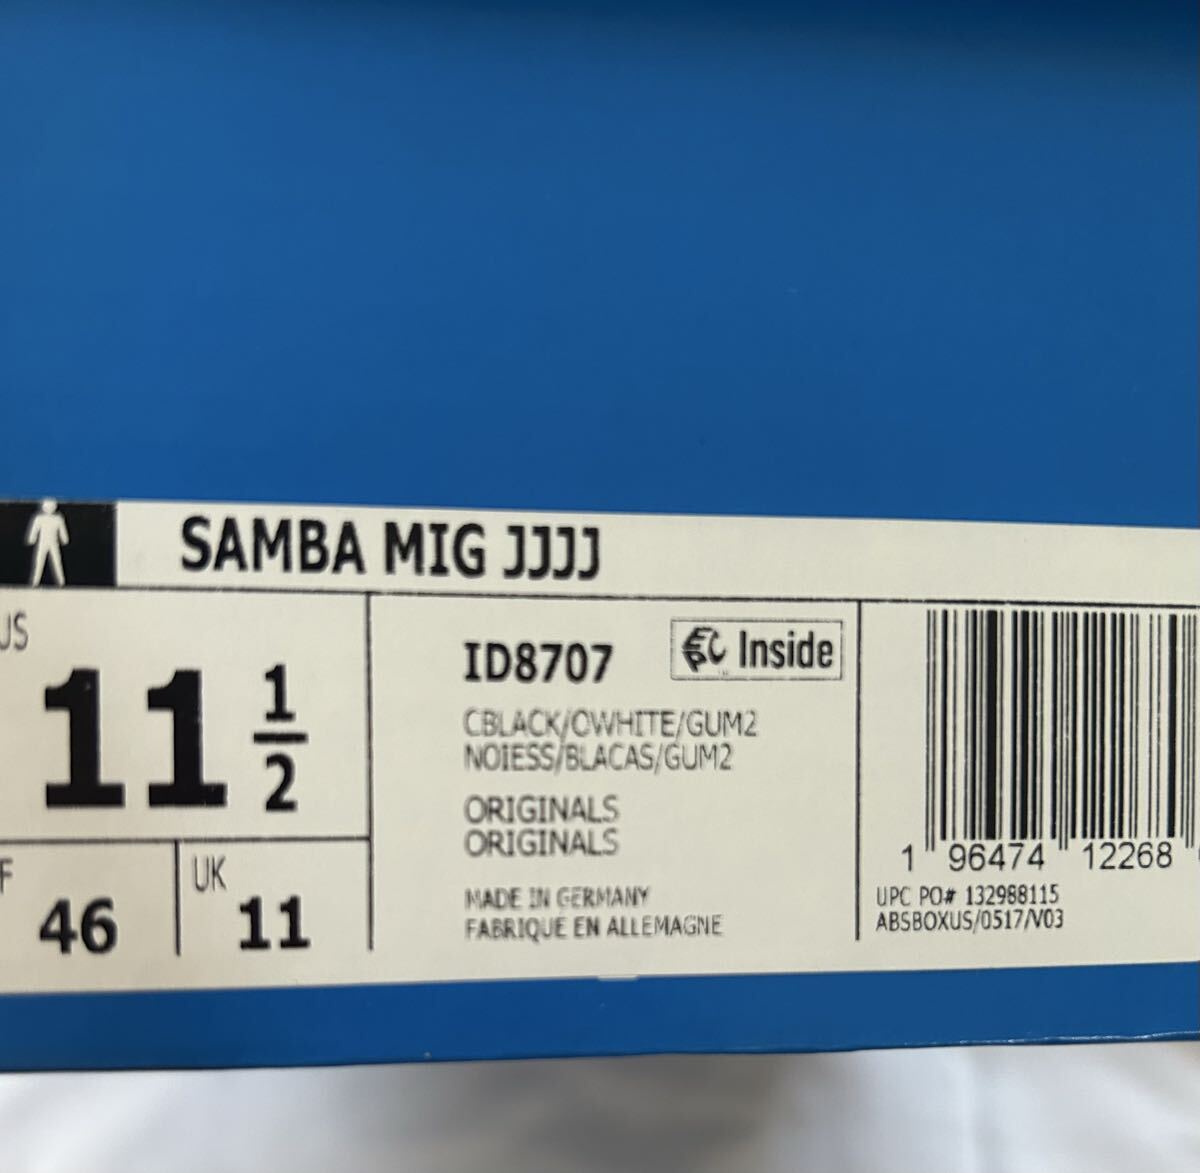 SAMBA MIG JJJJ
US
11 1/2
F
46
UK
11
ID8707
EPC Inside
CBLACK/OWHITE/GUM2
NOIESS/BLACAS/GUM2
ORIGINALS
ORIGINALS
MADE IN GERMANY
FABRIQUE EN ALLEMAGNE
1 96474 12268
UPC PO# 132988115
ABSBOXUS/0517/V03